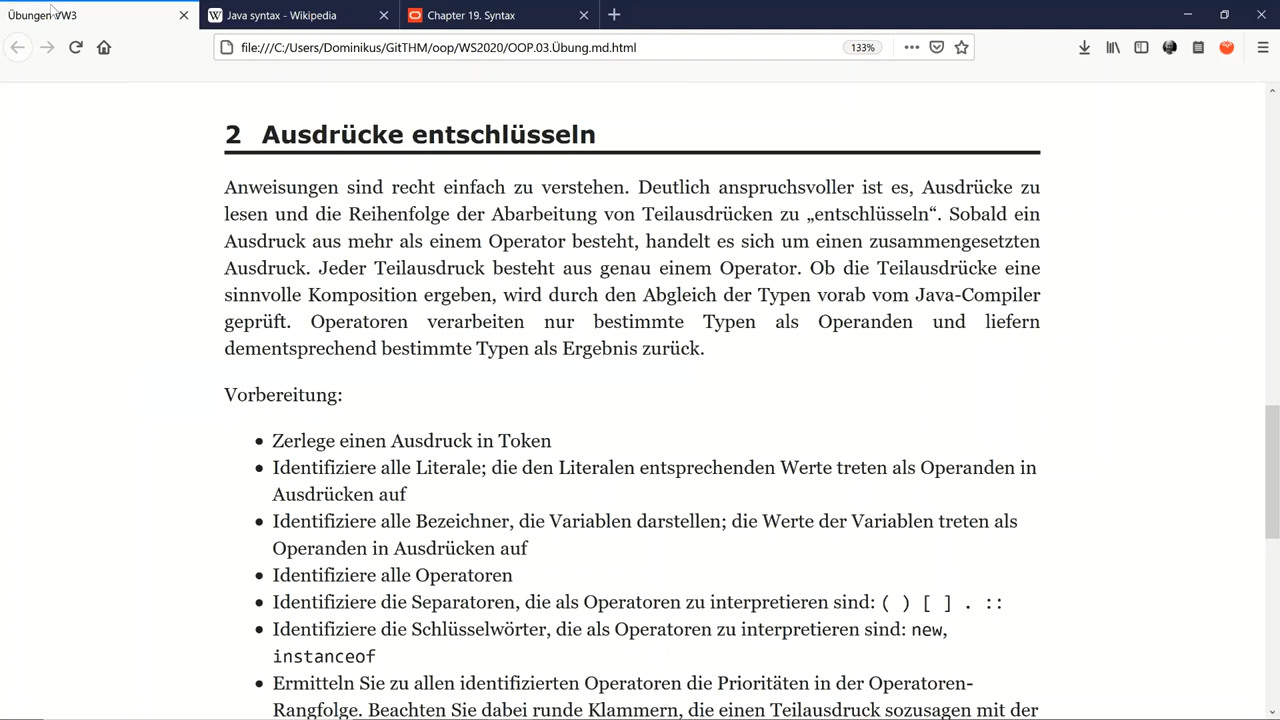 Übungen VW3
Java syntax - Wikipedia
Chapter 19. Syntax
file:///C:/Users/Dominikus/GitTHM/oop/WS2020/OOP.03.Übung.md.html
133%
2 Ausdrücke entschlüsseln
Anweisungen sind recht einfach zu verstehen. Deutlich anspruchsvoller ist es, Ausdrücke zu
lesen und die Reihenfolge der Abarbeitung von Teilausdrücken zu „entschlüsseln“. Sobald ein
Ausdruck aus mehr als einem Operator besteht, handelt es sich um einen zusammengesetzten
Ausdruck. Jeder Teilausdruck besteht aus genau einem Operator. Ob die Teilausdrücke eine
sinnvolle Komposition ergeben, wird durch den Abgleich der Typen vorab vom Java-Compiler
geprüft. Operatoren verarbeiten nur bestimmte Typen als Operanden und liefern
dementsprechend bestimmte Typen als Ergebnis zurück.
Vorbereitung:
• Zerlege einen Ausdruck in Token
• Identifiziere alle Literale; die den Literalen entsprechenden Werte treten als Operanden in
Ausdrücken auf
• Identifiziere alle Bezeichner, die Variablen darstellen; die Werte der Variablen treten als
Operanden in Ausdrücken auf
• Identifiziere alle Operatoren
• Identifiziere die Separatoren, die als Operatoren zu interpretieren sind: ( ) [ ] . ::
• Identifiziere die Schlüsselwörter, die als Operatoren zu interpretieren sind: new,
instanceof
• Ermitteln Sie zu allen identifizierten Operatoren die Prioritäten in der Operatoren-
Rangfolge. Beachten Sie dabei runde Klammern, die einen Teilausdruck sozusagen mit der